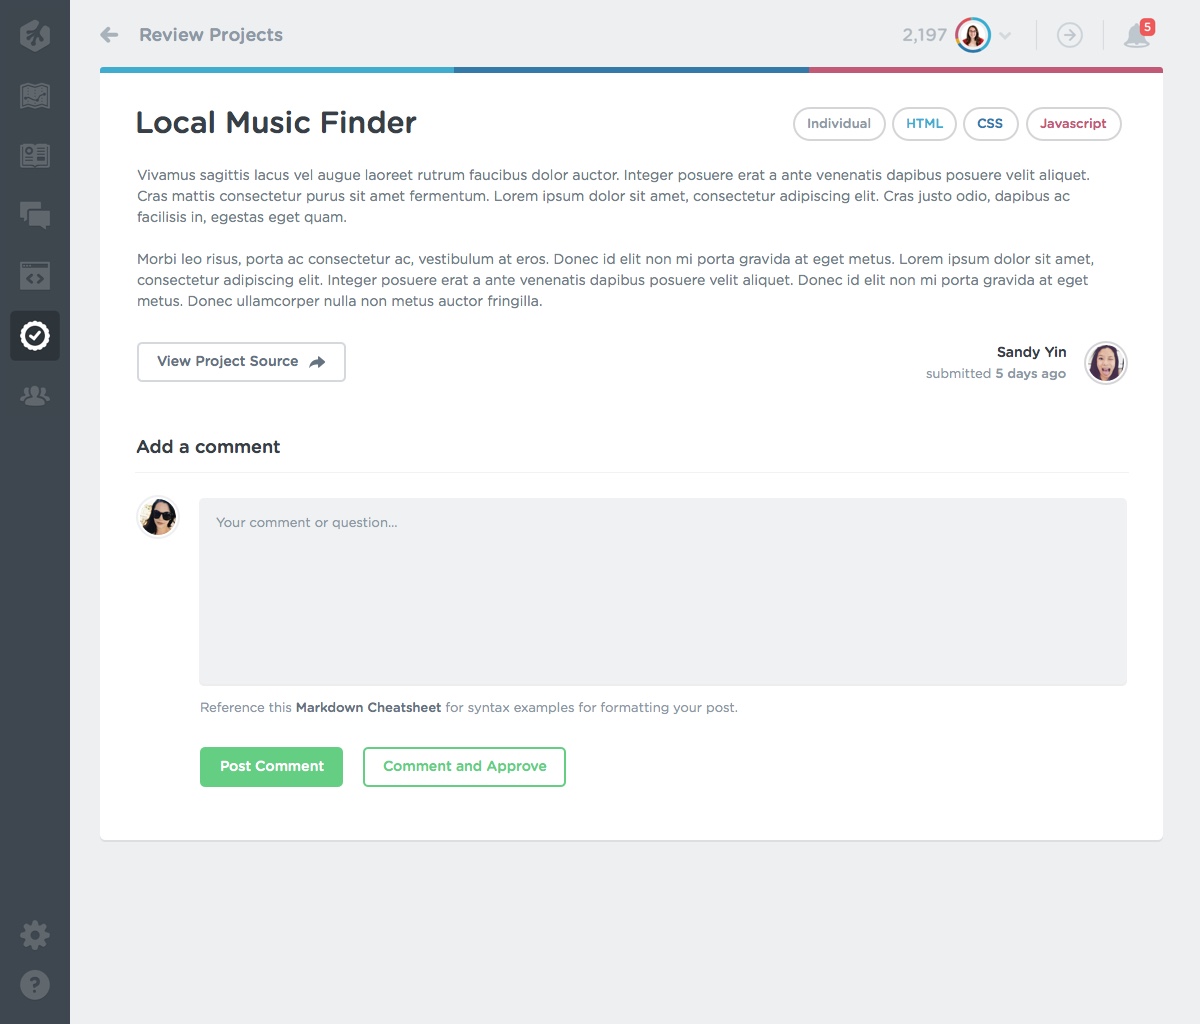 Review Projects
2,197
5
Local Music Finder
Individual
HTML
CSS
Javascript
Vivamus sagittis lacus vel augue laoreet rutrum faucibus dolor auctor. Integer posuere erat a ante venenatis dapibus posuere velit aliquet.
Cras mattis consectetur purus sit amet fermentum. Lorem ipsum dolor sit amet, consectetur adipiscing elit. Cras justo odio, dapibus ac
facilisis in, egestas eget quam.
Morbi leo risus, porta ac consectetur ac, vestibulum at eros. Donec id elit non mi porta gravida at eget metus. Lorem ipsum dolor sit amet,
consectetur adipiscing elit. Integer posuere erat a ante venenatis dapibus posuere velit aliquet. Donec id elit non mi porta gravida at eget
metus. Donec ullamcorper nulla non metus auctor fringilla.
View Project Source
Sandy Yin
submitted 5 days ago
Add a comment
Your comment or question...
Reference this Markdown Cheatsheet for syntax examples for formatting your post.
Post Comment
Comment and Approve
?